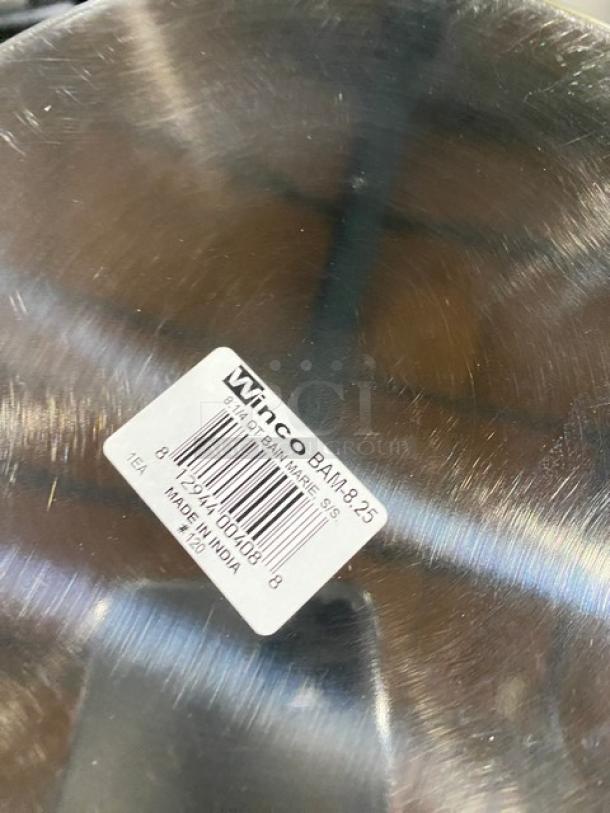 Winco BAM-8.25
8 1/4 QT BAIN MARIE, S/S
8 12944 00408 8
1EA
MADE IN INDIA
#120